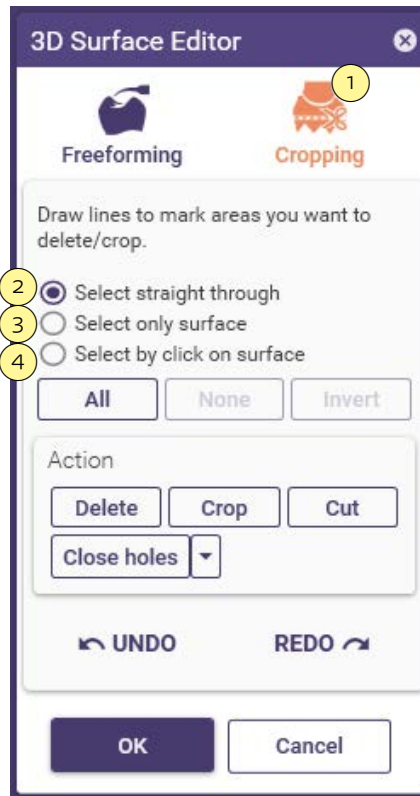 3D Surface Editor
1
Freeforming Cropping
Draw lines to mark areas you want to
delete/crop.
2 Select straight through
3 Select only surface
4 Select by click on surface
All None Invert
Action
Delete Crop Cut
Close holes
UNDO REDO
OK Cancel